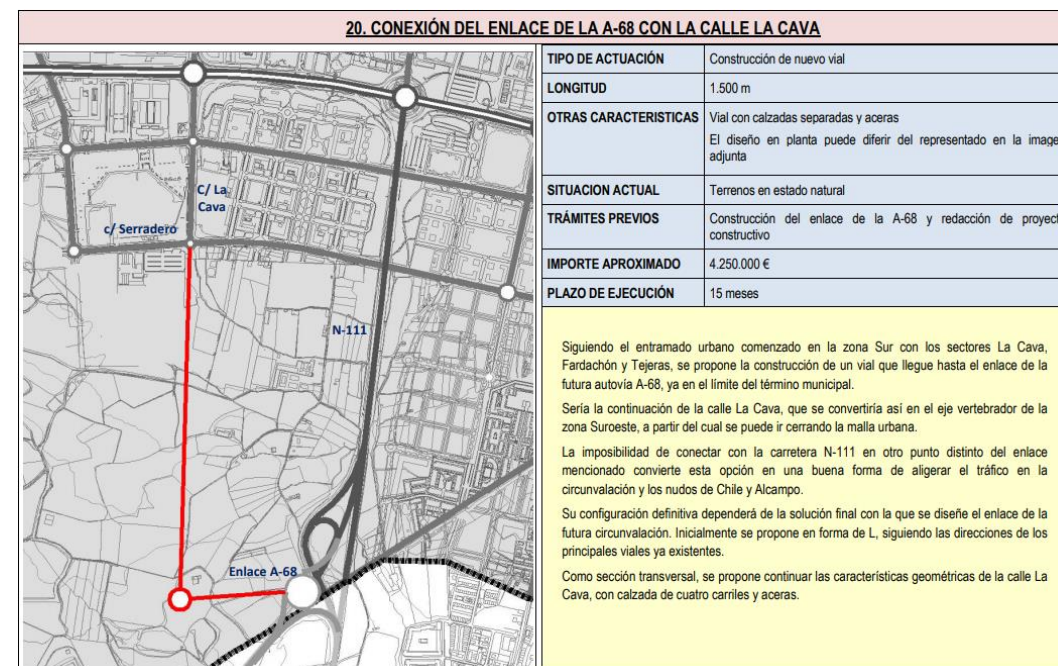 20. CONEXIÓN DEL ENLACE DE LA A-68 CON LA CALLE LA CAVA
C/ La
Cava
c/ Serradero
N-111
Enlace A-68
TIPO DE ACTUACIÓN Construcción de nuevo vial
LONGITUD 1.500 m
OTRAS CARACTERISTICAS Vial con calzadas separadas y aceras
El diseño en planta puede diferir del representado en la image
adjunta
SITUACION ACTUAL Terrenos en estado natural
TRÁMITES PREVIOS Construcción del enlace de la A-68 y redacción de proyect
constructivo
IMPORTE APROXIMADO 4.250.000 €
PLAZO DE EJECUCIÓN 15 meses
Siguiendo el entramado urbano comenzado en la zona Sur con los sectores La Cava,
Fardachón y Tejeras, se propone la construcción de un vial que llegue hasta el enlace de la
futura autovía A-68, ya en el límite del término municipal.
Sería la continuación de la calle La Cava, que se convertiría así en el eje vertebrador de la
zona Suroeste, a partir del cual se puede ir cerrando la malla urbana.
La imposibilidad de conectar con la carretera N-111 en otro punto distinto del enlace
mencionado convierte esta opción en una buena forma de aligerar el tráfico en la
circunvalación y los nudos de Chile y Alcampo.
Su configuración definitiva dependerá de la solución final con la que se diseñe el enlace de la
futura circunvalación. Inicialmente se propone en forma de L, siguiendo las direcciones de los
principales viales ya existentes.
Como sección transversal, se propone continuar las características geométricas de la calle La
Cava, con calzada de cuatro carriles y aceras.